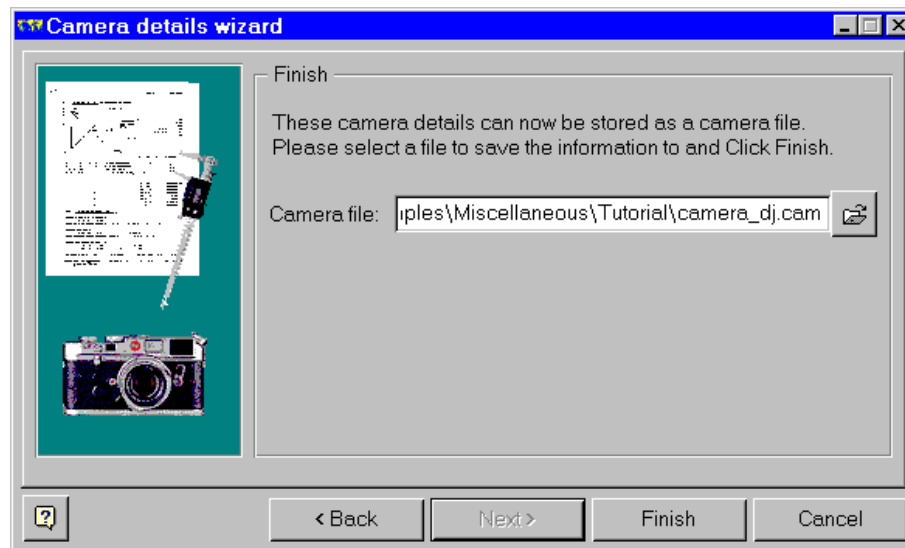 Camera details wizard
Finish
These camera details can now be stored as a camera file.
Please select a file to save the information to and Click Finish.
Camera file: ples\Miscellaneous\Tutorial\camera_dj.cam
< Back Next > Finish Cancel